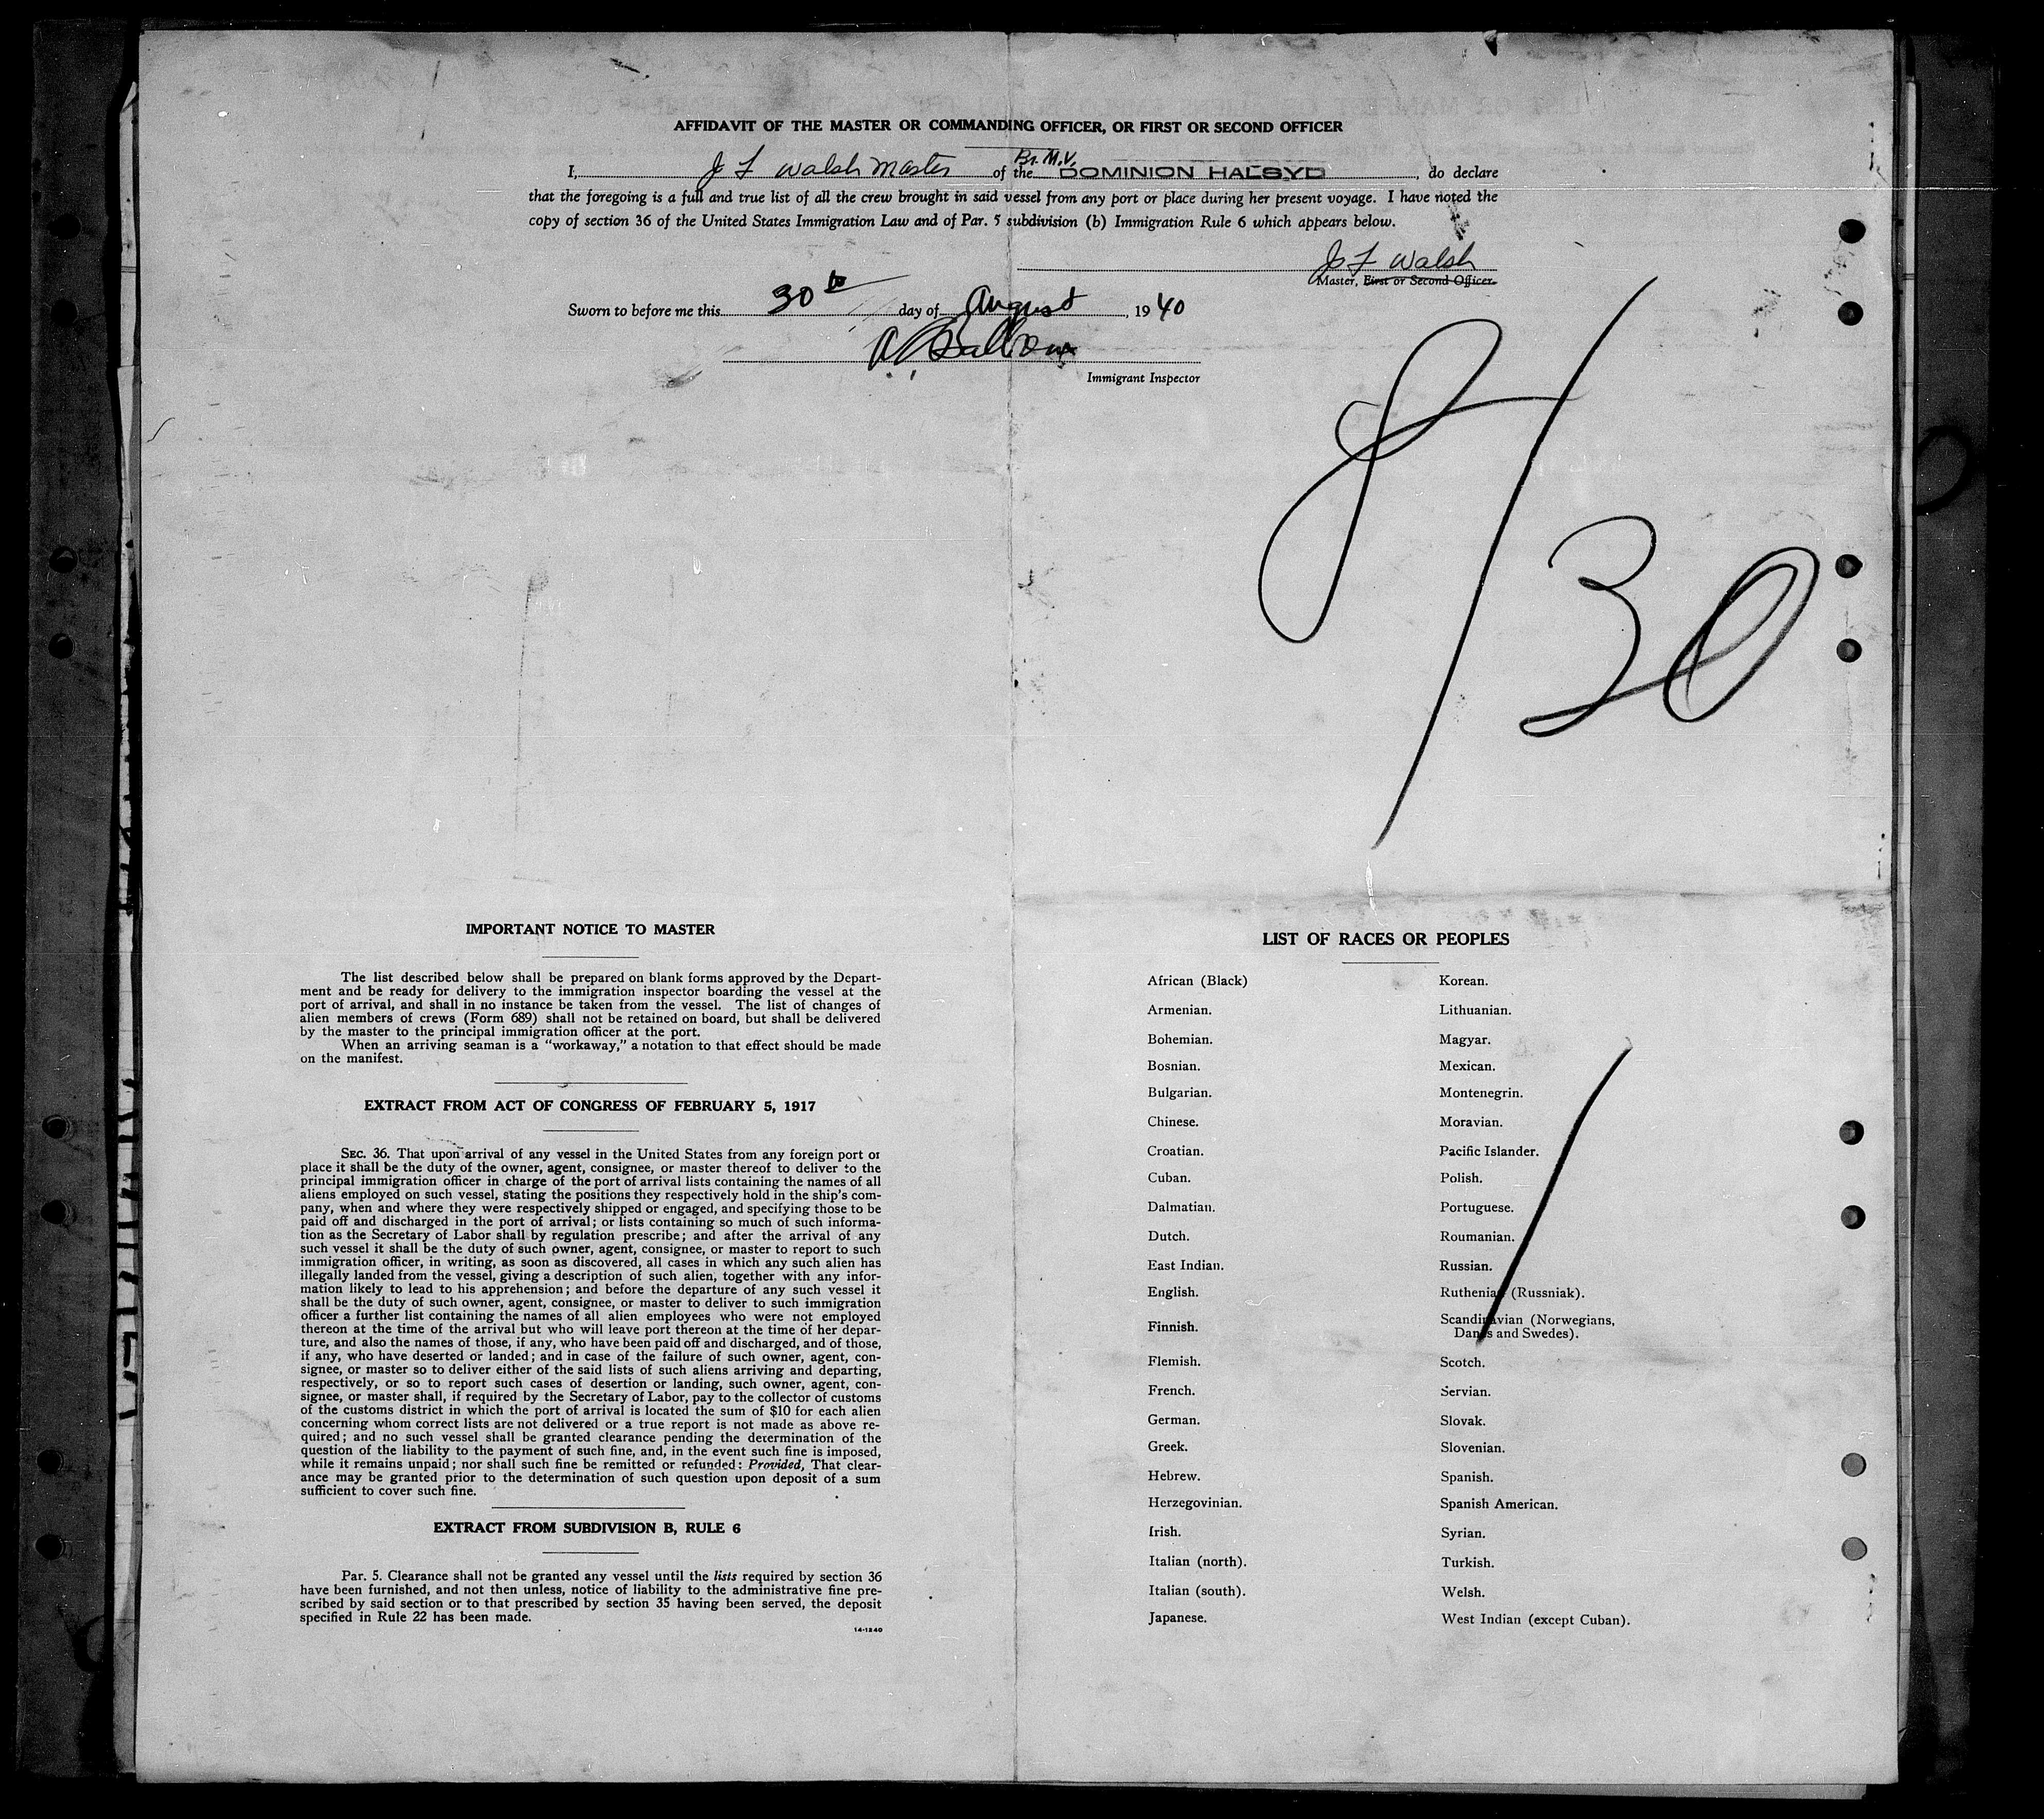 AFFIDAVIT OF THE MASTER OR COMMANDING OFFICER, OR FIRST OR SECOND OFFICER
Br. M.V.
I, J F Walsh Master of the DOMINION HALSYD, do declare
that the foregoing is a full and true list of all the crew brought in said vessel from any port or place during her present voyage. I have noted the
copy of section 36 of the United States Immigration Law and of Par. 5 subdivision (b) Immigration Rule 6 which appears below.
J F Walsh
Master, First or Second Officer.
Sworn to before me this 30th day of August, 1940
Immigrant Inspector
8/30
IMPORTANT NOTICE TO MASTER
The list described below shall be prepared on blank forms approved by the Depart-
ment and be ready for delivery to the immigration inspector boarding the vessel at the
port of arrival, and shall in no instance be taken from the vessel. The list of changes of
alien members of crews (Form 689) shall not be retained on board, but shall be delivered
by the master to the principal immigration officer at the port.
When an arriving seaman is a "workaway," a notation to that effect should be made
on the manifest.
EXTRACT FROM ACT OF CONGRESS OF FEBRUARY 5, 1917
SEC. 36. That upon arrival of any vessel in the United States from any foreign port or
place it shall be the duty of the owner, agent, consignee, or master thereof to deliver to the
principal immigration officer in charge of the port of arrival lists containing the names of all
aliens employed on such vessel, stating the positions they respectively hold in the ship's com-
pany, when and where they were respectively shipped or engaged, and specifying those to be
paid off and discharged in the port of arrival; or lists containing so much of such informa-
tion as the Secretary of Labor shall by regulation prescribe; and after the arrival of any
such vessel it shall be the duty of such owner, agent, consignee, or master to report to such
immigration officer, in writing, as soon as discovered, all cases in which any such alien has
illegally landed from the vessel, giving a description of such alien, together with any infor-
mation likely to lead to his apprehension; and before the departure of any such vessel it
shall be the duty of such owner, agent, consignee, or master to deliver to such immigration
officer a further list containing the names of all alien employees who were not employed
thereon at the time of the arrival but who will leave port thereon at the time of her depar-
ture, and also the names of those, if any, who have been paid off and discharged, and of those,
if any, who have deserted or landed; and in case of the failure of such owner, agent, con-
signee, or master so to deliver either of the said lists of such aliens arriving and departing,
respectively, or so to report such cases of desertion or landing, such owner, agent, con-
signee, or master shall, if required by the Secretary of Labor, pay to the collector of customs
of the customs district in which the port of arrival is located the sum of $10 for each alien
concerning whom correct lists are not delivered or a true report is not made as above re-
quired; and no such vessel shall be granted clearance pending the determination of the
question of the liability to the payment of such fine, and, in the event such fine is imposed,
while it remains unpaid; nor shall such fine be remitted or refunded: Provided, That clear-
ance may be granted prior to the determination of such question upon deposit of a sum
sufficient to cover such fine.
EXTRACT FROM SUBDIVISION B, RULE 6
Par. 5. Clearance shall not be granted any vessel until the lists required by section 36
have been furnished, and not then unless, notice of liability to the administrative fine pre-
scribed by said section or to that prescribed by section 35 having been served, the deposit
specified in Rule 22 has been made.
14-1240
LIST OF RACES OR PEOPLES
African (Black)
Armenian.
Bohemian.
Bosnian.
Bulgarian.
Chinese.
Croatian.
Cuban.
Dalmatian.
Dutch.
East Indian.
English.
Finnish.
Flemish.
French.
German.
Greek.
Hebrew.
Herzegovinian.
Irish.
Italian (north).
Italian (south).
Japanese.
Korean.
Lithuanian.
Magyar.
Mexican.
Montenegrin.
Moravian.
Pacific Islander.
Polish.
Portuguese.
Roumanian.
Russian.
Ruthenian (Russniak).
Scandinavian (Norwegians,
Danes and Swedes).
Scotch.
Servian.
Slovak.
Slovenian.
Spanish.
Spanish American.
Syrian.
Turkish.
Welsh.
West Indian (except Cuban).